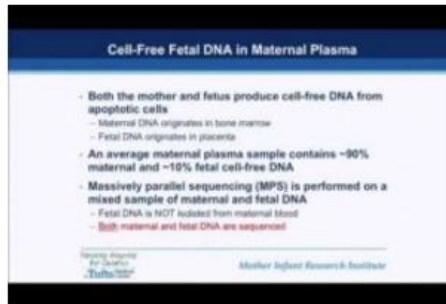 Cell-Free Fetal DNA in Maternal Plasma
- Both the mother and fetus produce cell-free DNA from
apoptotic cells
– Maternal DNA originates in bone marrow
– Fetal DNA originates in placenta
- An average maternal plasma sample contains ~90%
maternal and ~10% fetal cell-free DNA
- Massively parallel sequencing (MPS) is performed on a
mixed sample of maternal and fetal DNA
– Fetal DNA is NOT isolated from maternal blood
– Both maternal and fetal DNA are sequenced
for
Tufts Medical
Center
Mother Infant Research Institute